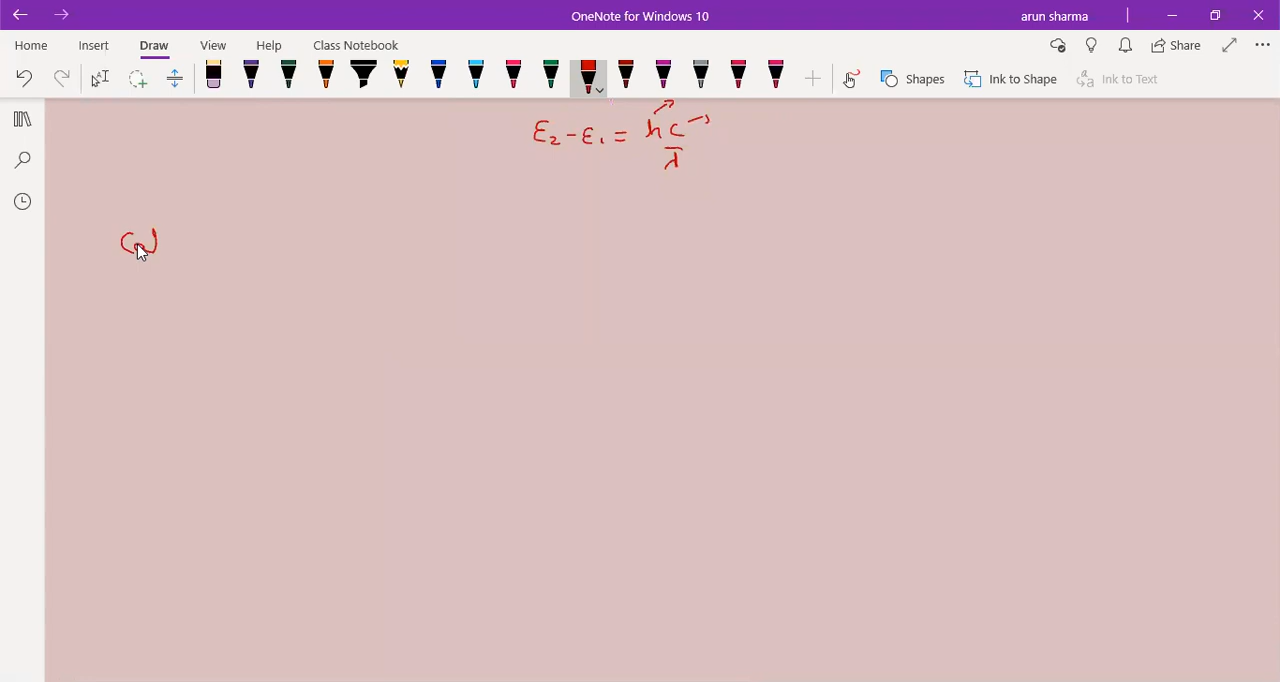 OneNote for Windows 10
arun sharma
Home Insert Draw View Help Class Notebook
Share
Shapes Ink to Shape Ink to Text
E₂ - E₁ = hc/λ
(a)